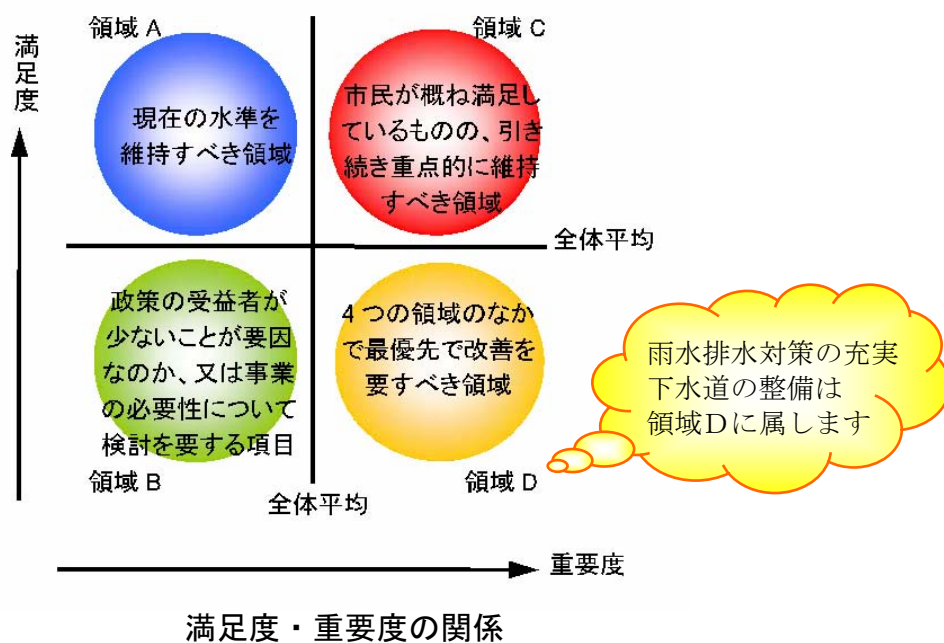 満足度
領域 A
現在の水準を
維持すべき領域
領域 C
市民が概ね満足し
ているものの、引き
続き重点的に維持
すべき領域
全体平均
政策の受益者が
少ないことが要因
なのか、又は事業
の必要性について
検討を要する項目
領域 B
4 つの領域のなか
で最優先で改善を
要すべき領域
領域 D
雨水排水対策の充実
下水道の整備は
領域Ｄに属します
全体平均
重要度
満足度・重要度の関係